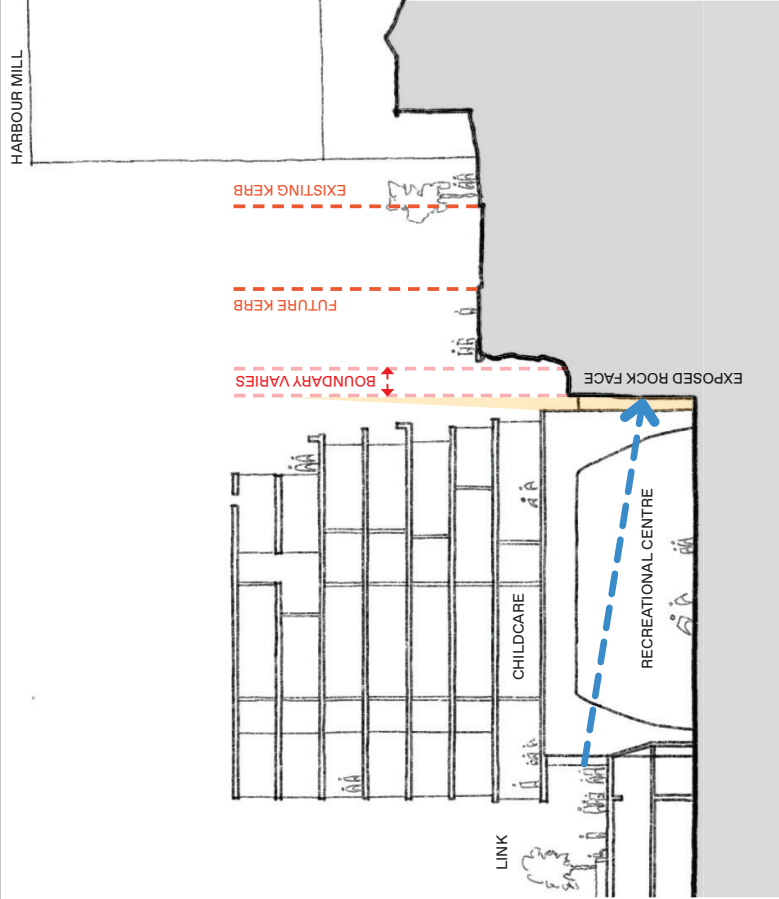 HARBOUR MILL
EXISTING KERB
FUTURE KERB
BOUNDARY VARIES
EXPOSED ROCK FACE
RECREATIONAL CENTRE
CHILDCARE
LINK